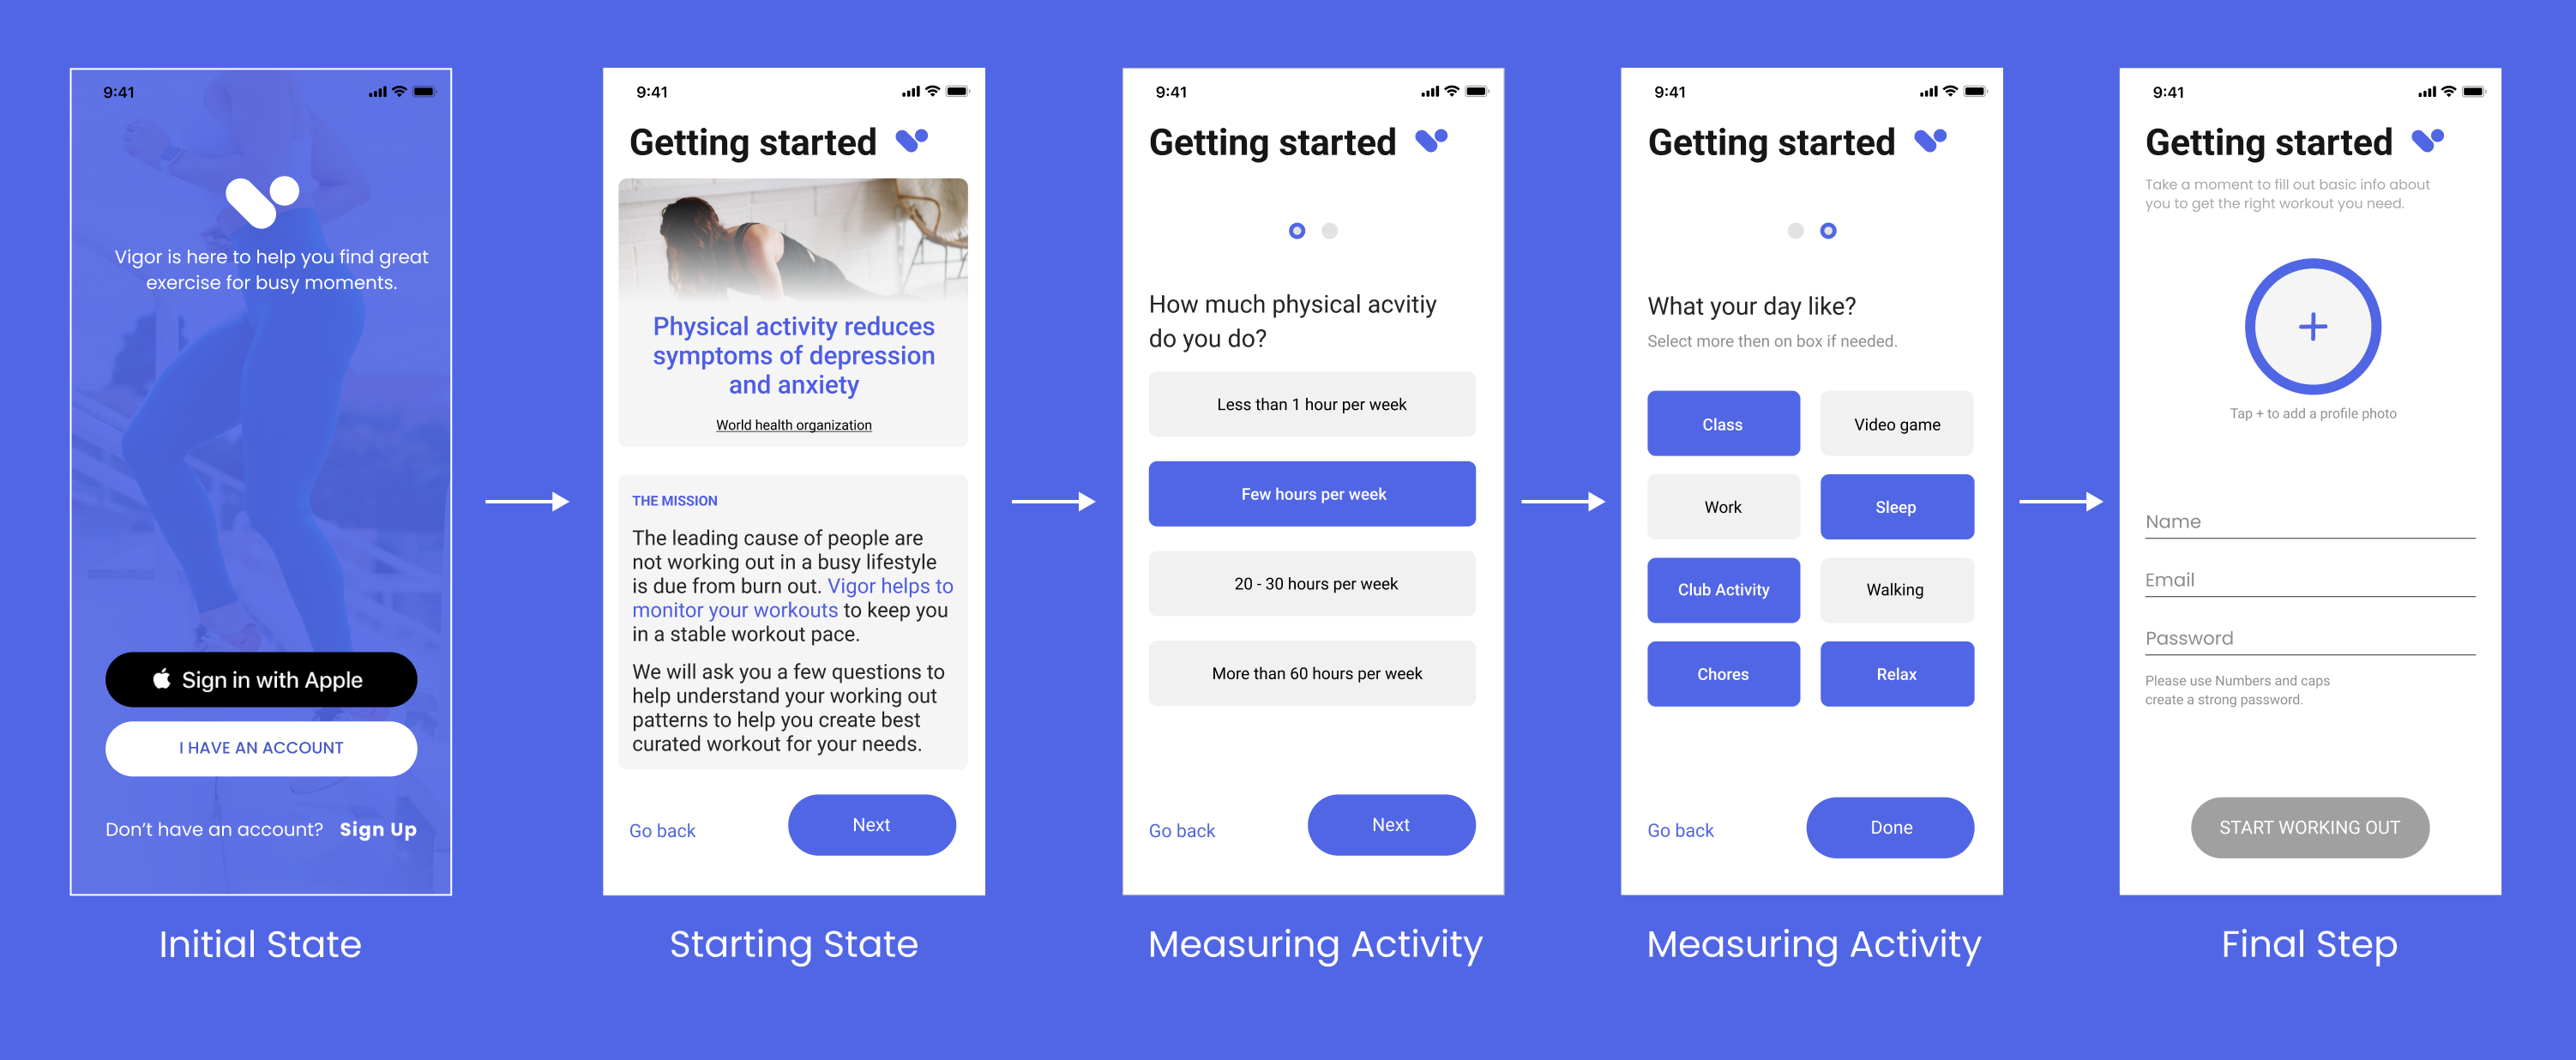 9:41
Vigor is here to help you find great
exercise for busy moments.
Sign in with Apple
I HAVE AN ACCOUNT
Don't have an account? Sign Up
Initial State
9:41
Getting started
Physical activity reduces
symptoms of depression
and anxiety
World health organization
THE MISSION
The leading cause of people are
not working out in a busy lifestyle
is due from burn out. Vigor helps to
monitor your workouts to keep you
in a stable workout pace.
We will ask you a few questions to
help understand your working out
patterns to help you create best
curated workout for your needs.
Go back
Next
Starting State
9:41
Getting started
How much physical acvitiy
do you do?
Less than 1 hour per week
Few hours per week
20 - 30 hours per week
More than 60 hours per week
Go back
Next
Measuring Activity
9:41
Getting started
What your day like?
Select more then on box if needed.
Class
Video game
Work
Sleep
Club Activity
Walking
Chores
Relax
Go back
Done
Measuring Activity
9:41
Getting started
Take a moment to fill out basic info about
you to get the right workout you need.
Tap + to add a profile photo
Name
Email
Password
Please use Numbers and caps
create a strong password.
START WORKING OUT
Final Step